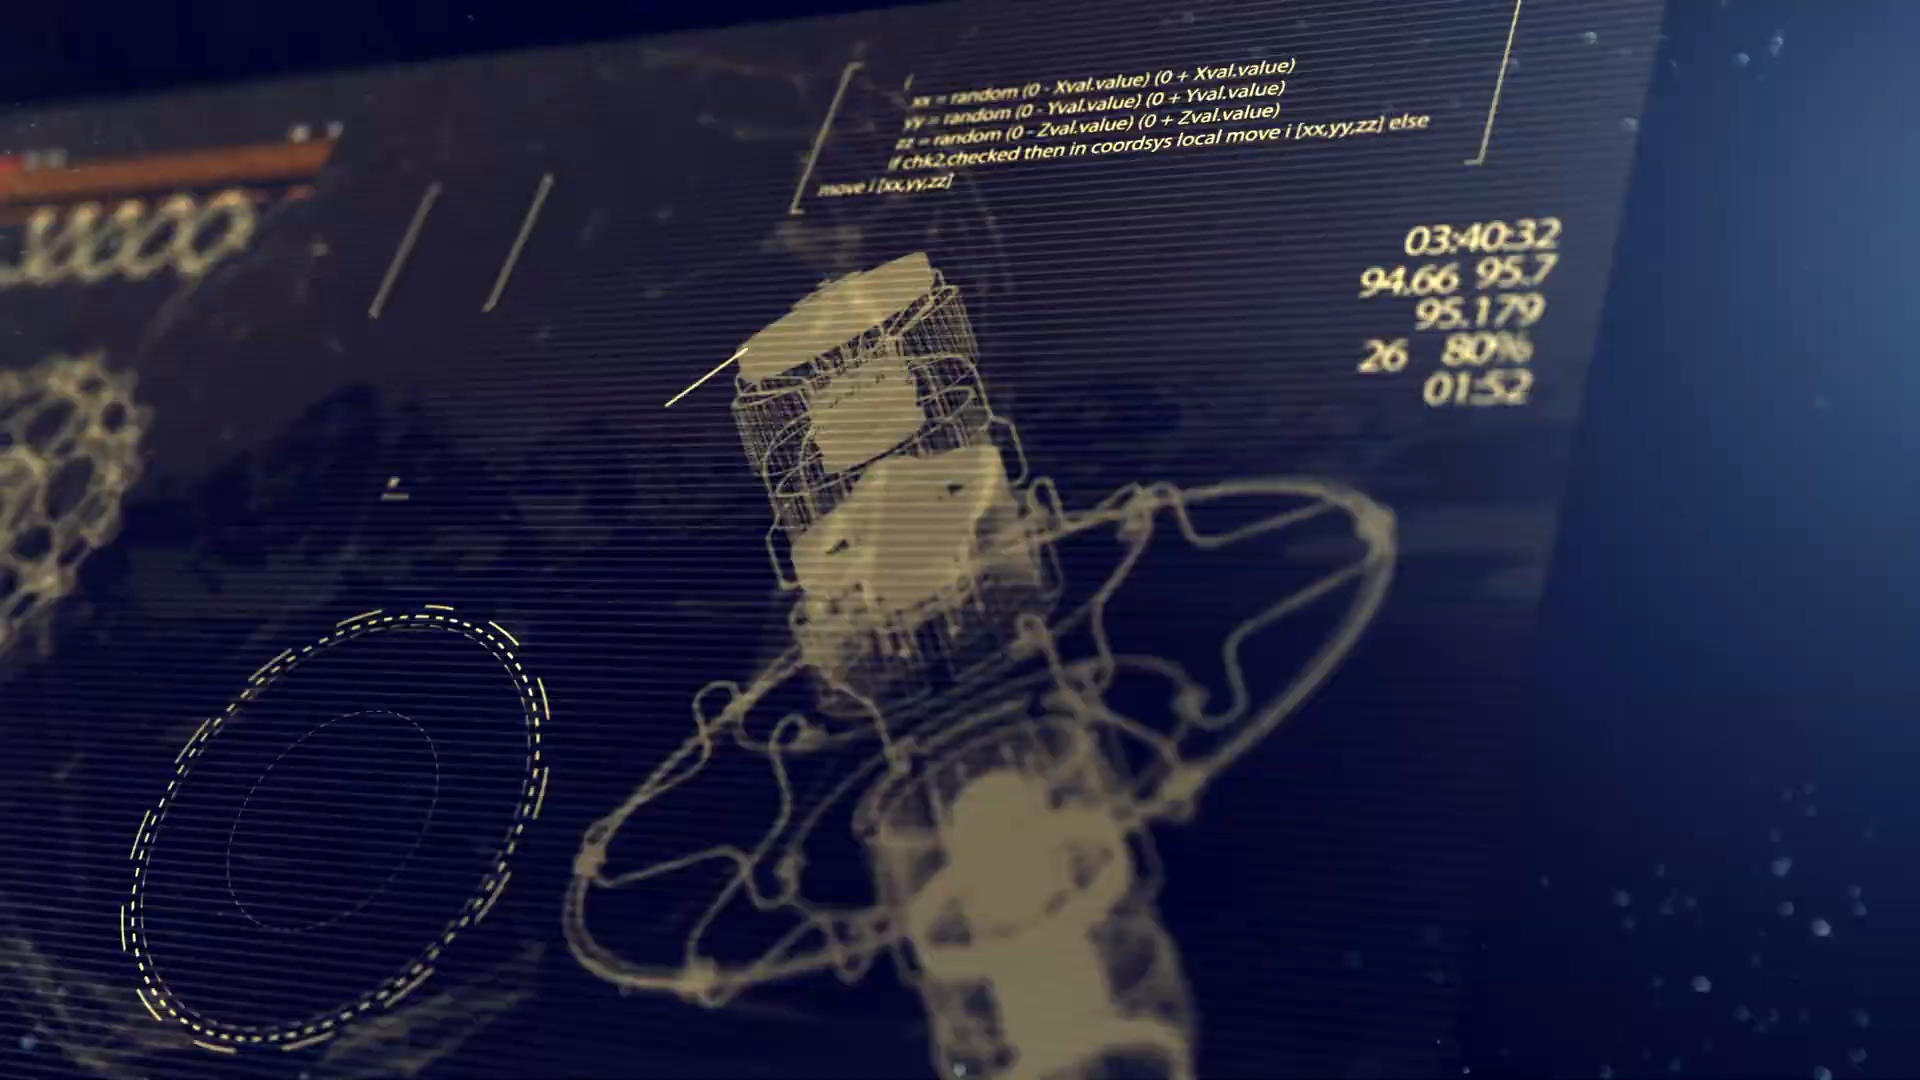 (
xx = random (0 - Xval.value) (0 + Xval.value)
yy = random (0 - Yval.value) (0 + Yval.value)
zz = random (0 - Zval.value) (0 + Zval.value)
if chk2.checked then in coordsys local move i [xx,yy,zz] else
move i [xx,yy,zz]
03:40:32
94.66 95.7
95.179
26 80%
01:52